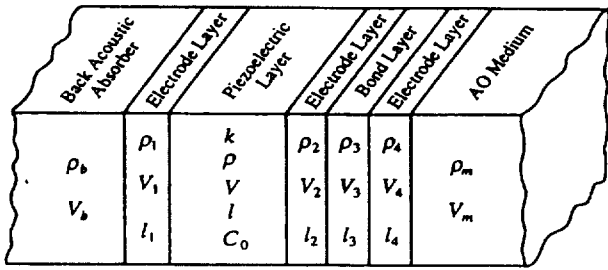 Back Acoustic
Absorber
Electrode Layer
Piezoelectric
Layer
Electrode Layer
Bond Layer
Electrode Layer
AO Medium
ρb
Vb
ρ1
V1
l1
k
ρ
V
l
C0
ρ2
V2
l2
ρ3
V3
l3
ρ4
V4
l4
ρm
Vm